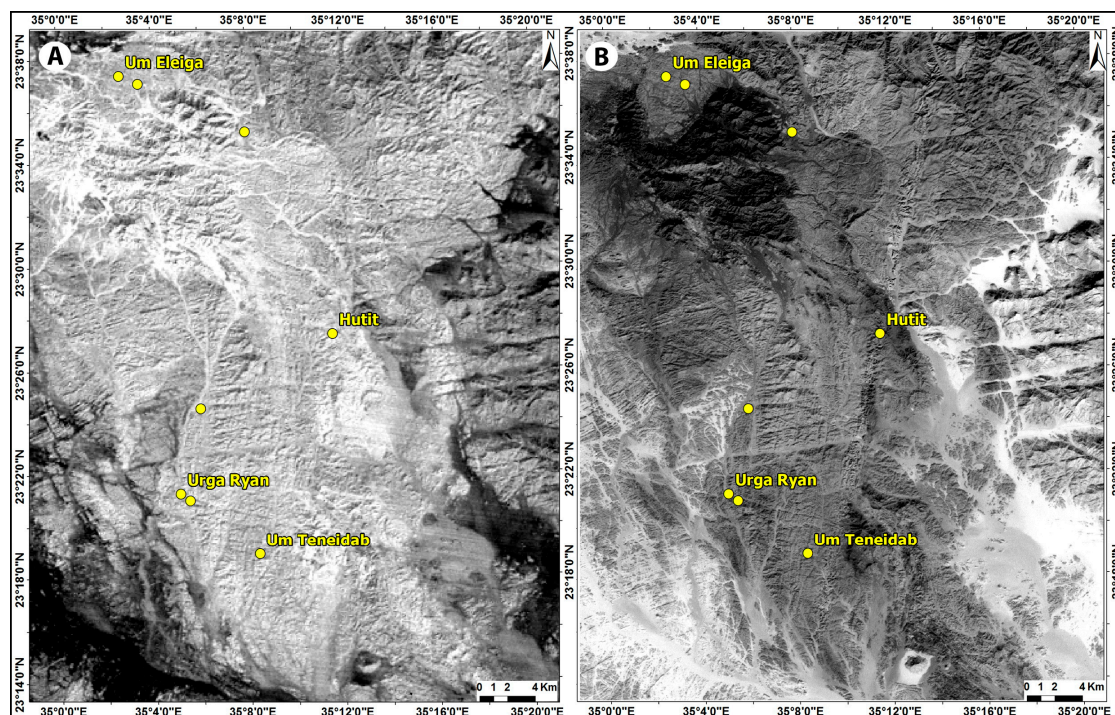 35°0'0"E 35°4'0"E 35°8'0"E 35°12'0"E 35°16'0"E 35°20'0"E
A
N
Um Eleiga
Hutit
Urga Ryan
Um Teneidab
23°38'0"N
23°34'0"N
23°30'0"N
23°26'0"N
23°22'0"N
23°18'0"N
23°14'0"N
0 1 2 4 Km
35°0'0"E 35°4'0"E 35°8'0"E 35°12'0"E 35°16'0"E
35°0'0"E 35°4'0"E 35°8'0"E 35°12'0"E 35°16'0"E 35°20'0"E
B
N
Um Eleiga
Hutit
Urga Ryan
Um Teneidab
0 1 2 4 Km
35°0'0"E 35°4'0"E 35°8'0"E 35°12'0"E 35°16'0"E 35°20'0"E